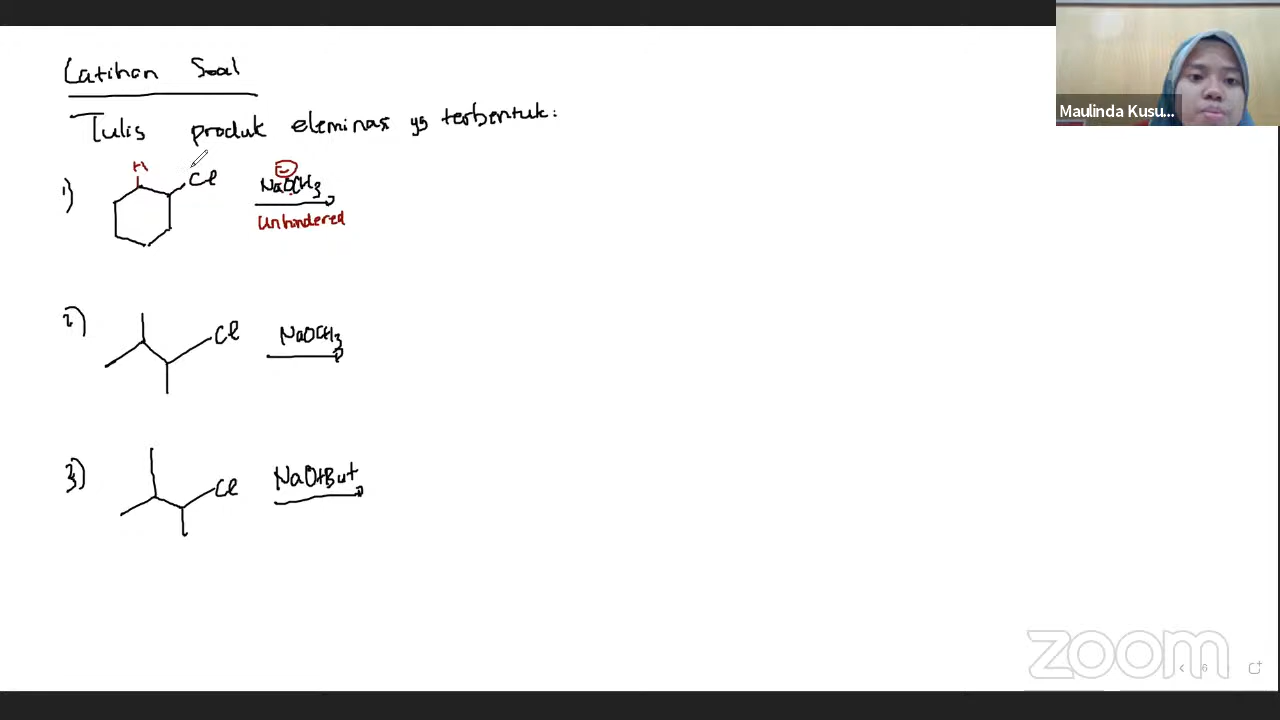 Latihan Soal
Tulis produk eleminasi yg terbentuk:
1) H Cl NaOCH3
Unhindered
2) Cl NaOCH3
3) Cl NaOtBut
Maulinda Kusu...
zoom
6